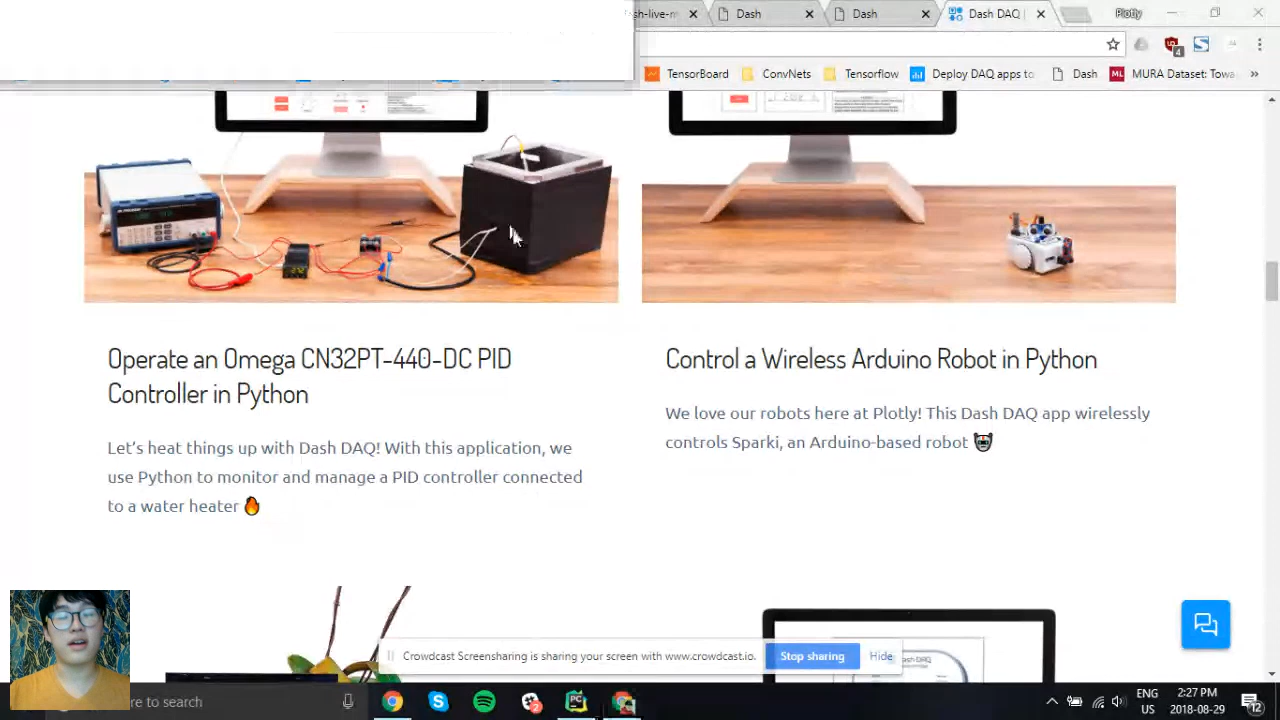 Dash
Dash
Dash DAQ
Plotly
4
TensorBoard
ConvNets
Tensorflow
Deploy DAQ apps to
Dash
MURA Dataset: Towa
»
Operate an Omega CN32PT-440-DC PID
Controller in Python
Let's heat things up with Dash DAQ! With this application, we
use Python to monitor and manage a PID controller connected
to a water heater 🔥
Control a Wireless Arduino Robot in Python
We love our robots here at Plotly! This Dash DAQ app wirelessly
controls Sparki, an Arduino-based robot 🤖
Crowdcast Screensharing is sharing your screen with www.crowdcast.io.
Stop sharing
Hide
re to search
2
ENG
US
2:27 PM
2018-08-29
12